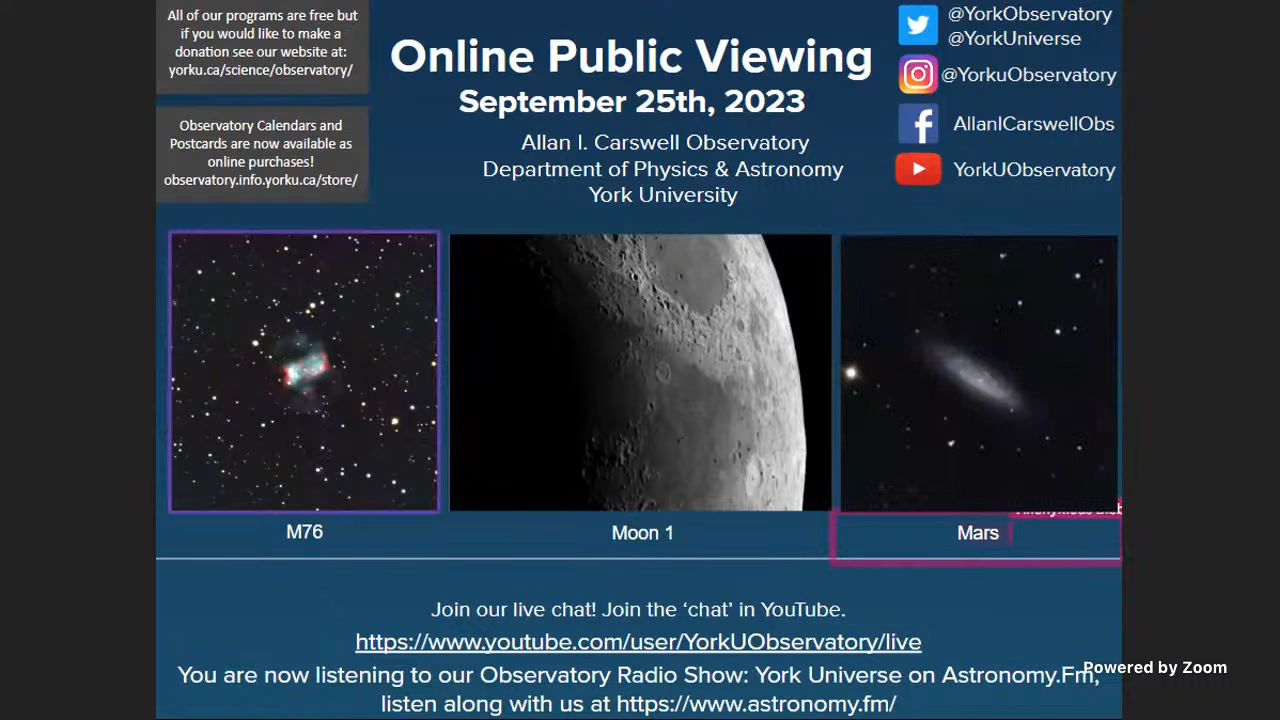 All of our programs are free but
if you would like to make a
donation see our website at:
yorku.ca/science/observatory/
Observatory Calendars and
Postcards are now available as
online purchases!
observatory.info.yorku.ca/store/
Online Public Viewing
September 25th, 2023
Allan I. Carswell Observatory
Department of Physics & Astronomy
York University
@YorkObservatory
@YorkUniverse
@YorkuObservatory
AllanICarswellObs
YorkUObservatory
M76
Moon 1
Mars
Join our live chat! Join the ‘chat’ in YouTube.
https://www.youtube.com/user/YorkUObservatory/live
You are now listening to our Observatory Radio Show: York Universe on Astronomy.Fm,
listen along with us at https://www.astronomy.fm/
Powered by Zoom